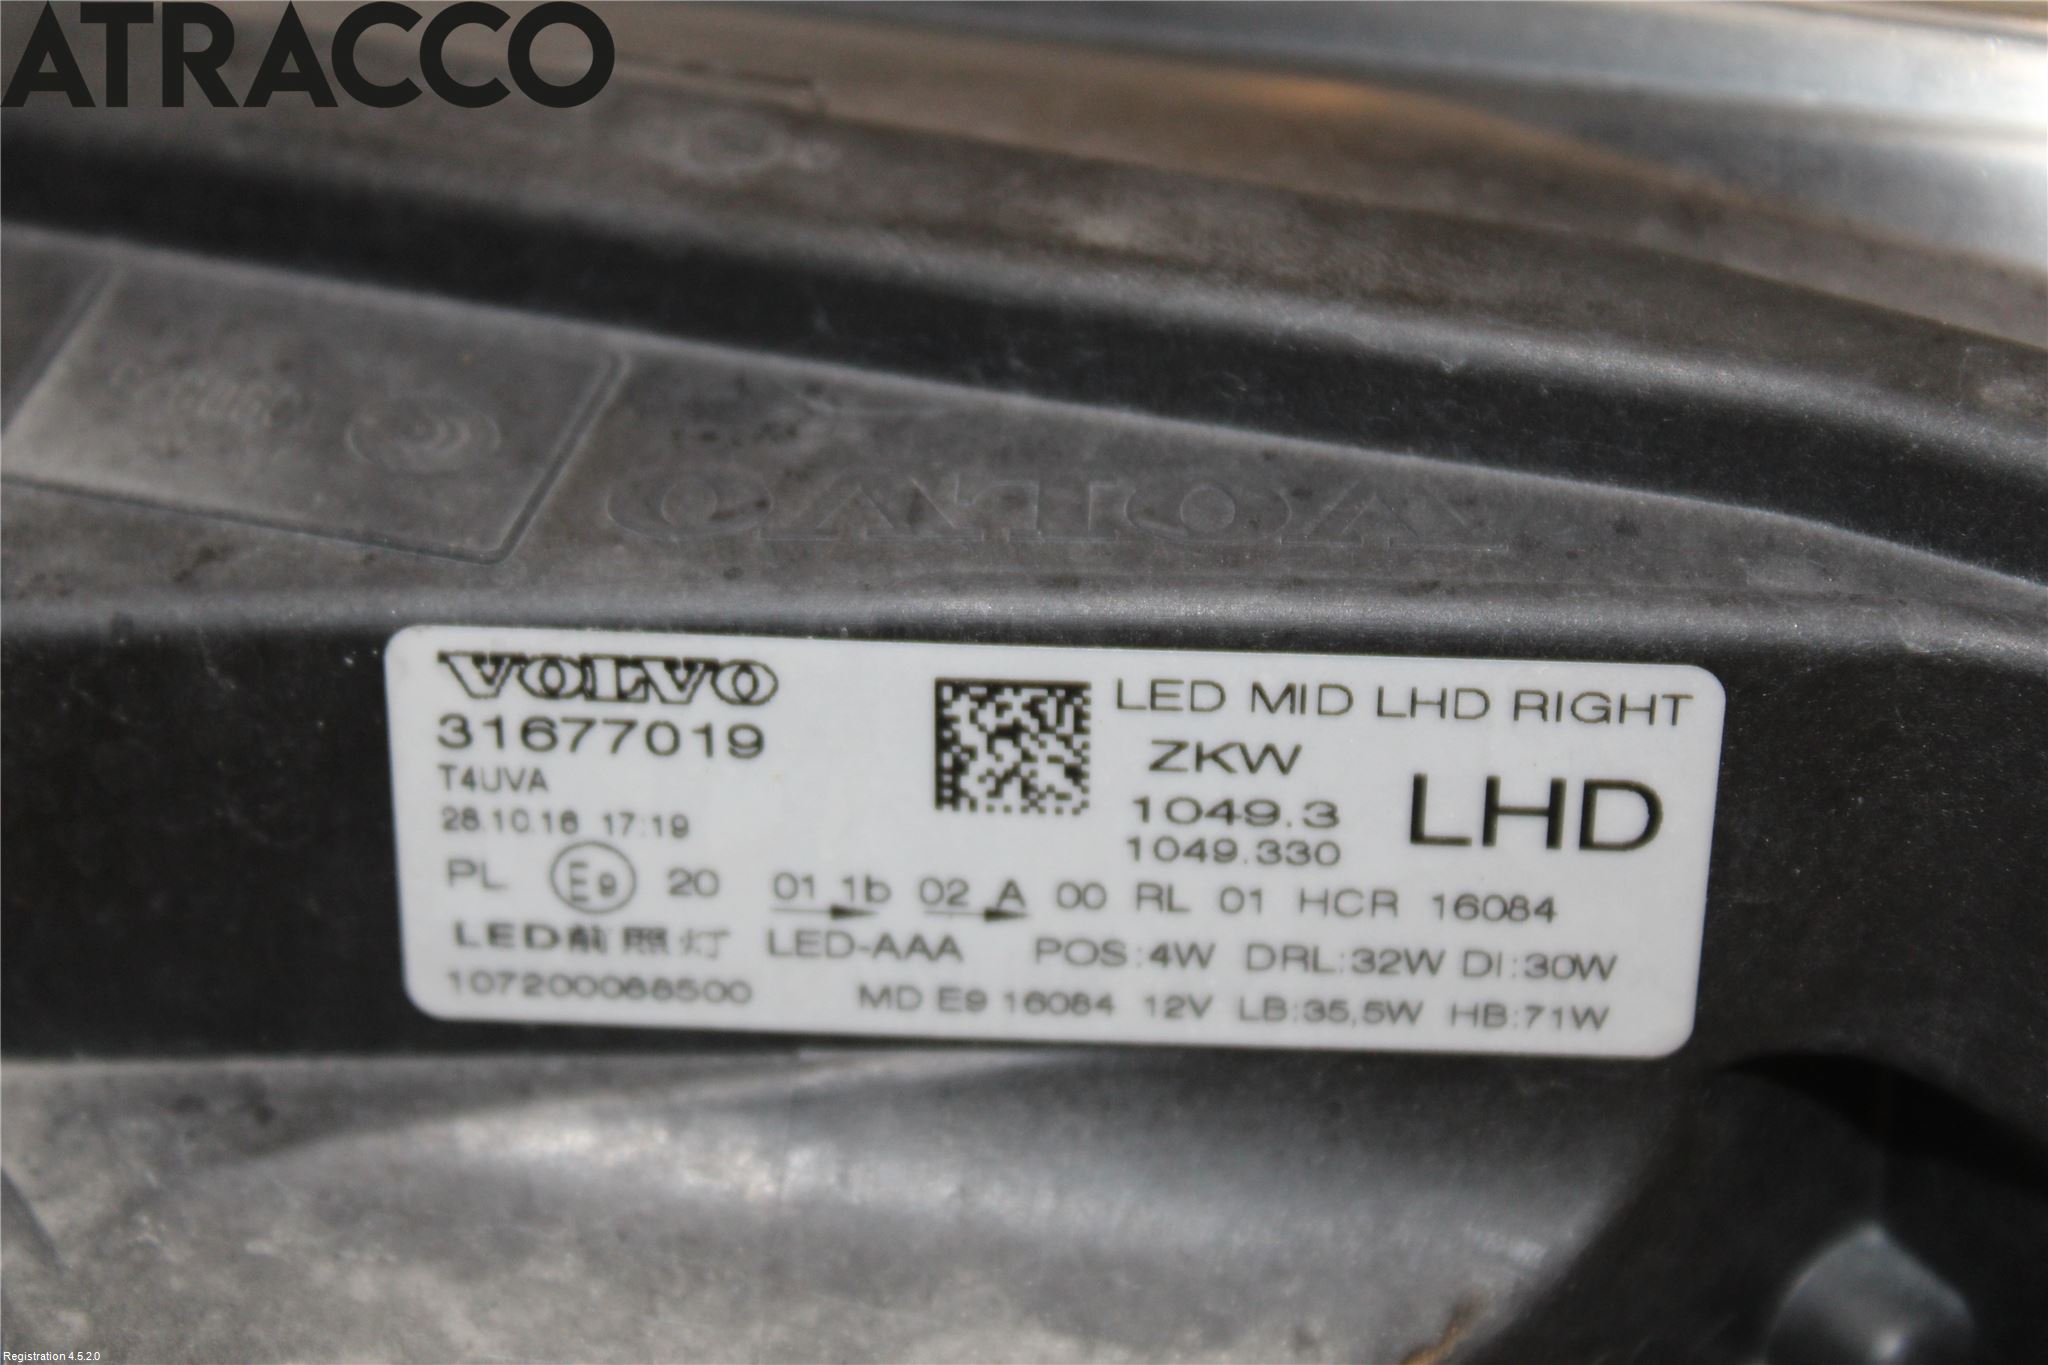 ATRACCO
VOLVO
VOLVO
31677019
T4UVA
28.10.16 17:19
LED MID LHD RIGHT
ZKW
1049.3
1049.330
LHD
PL E9 20 01 1b 02 A 00 RL 01 HCR 16084
LED前照灯 LED-AAA POS:4W DRL:32W DI:30W
107200088500 MD E9 16084 12V LB:35,5W HB:71W
Registration 4.5.2.0